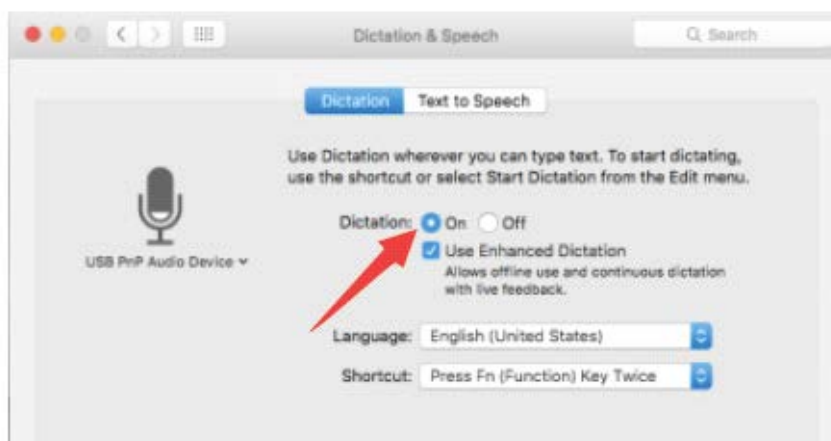 Dictation & Speech
Search
Dictation Text to Speech
Use Dictation wherever you can type text. To start dictating,
use the shortcut or select Start Dictation from the Edit menu.
Dictation: On Off
Use Enhanced Dictation
Allows offline use and continuous dictation
with live feedback.
USB PnP Audio Device
Language: English (United States)
Shortcut: Press Fn (Function) Key Twice